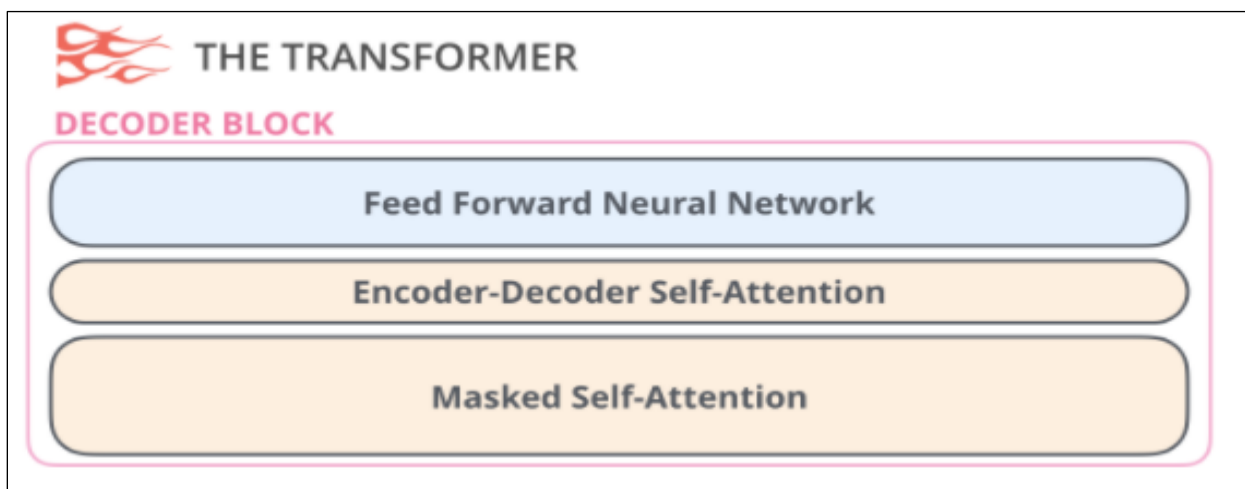 THE TRANSFORMER
DECODER BLOCK
Feed Forward Neural Network
Encoder-Decoder Self-Attention
Masked Self-Attention